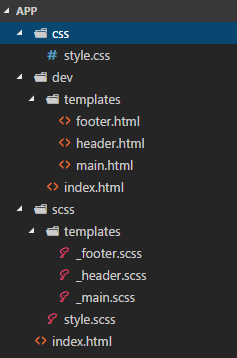 APP
css
style.css
dev
templates
footer.html
header.html
main.html
index.html
scss
templates
_footer.scss
_header.scss
_main.scss
style.scss
index.html